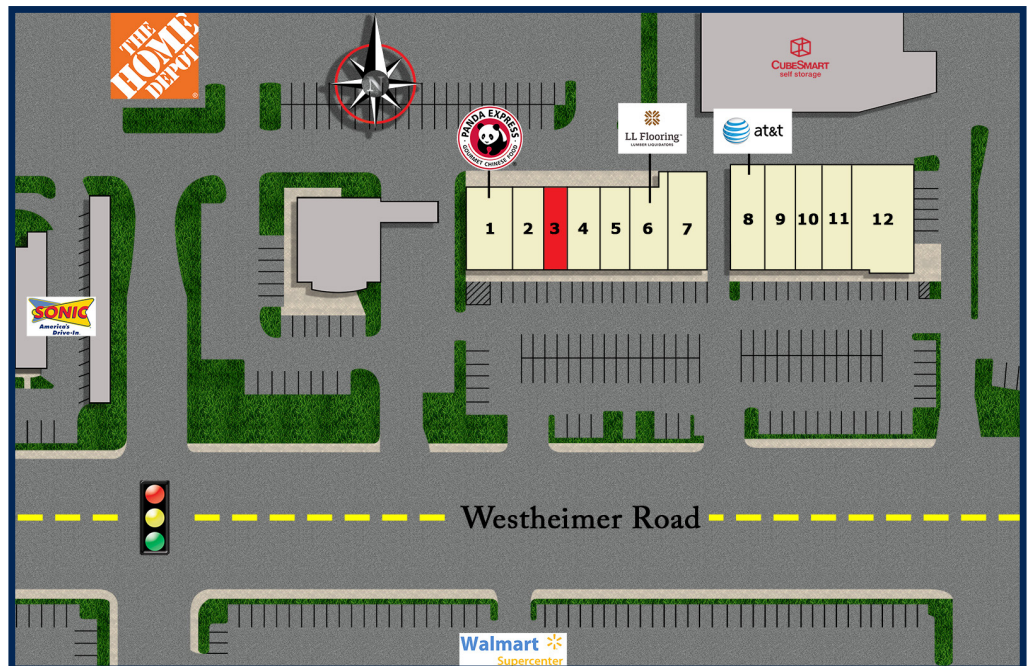 THE
HOME
DEPOT
®
N
CUBESMART
self storage
PANDA EXPRESS
GOURMET CHINESE FOOD
LL Flooring
LUMBER LIQUIDATORS
at&t
1 2 3 4 5 6 7 8 9 10 11 12
SONIC
America's
Drive-In
Westheimer Road
Walmart
Supercenter